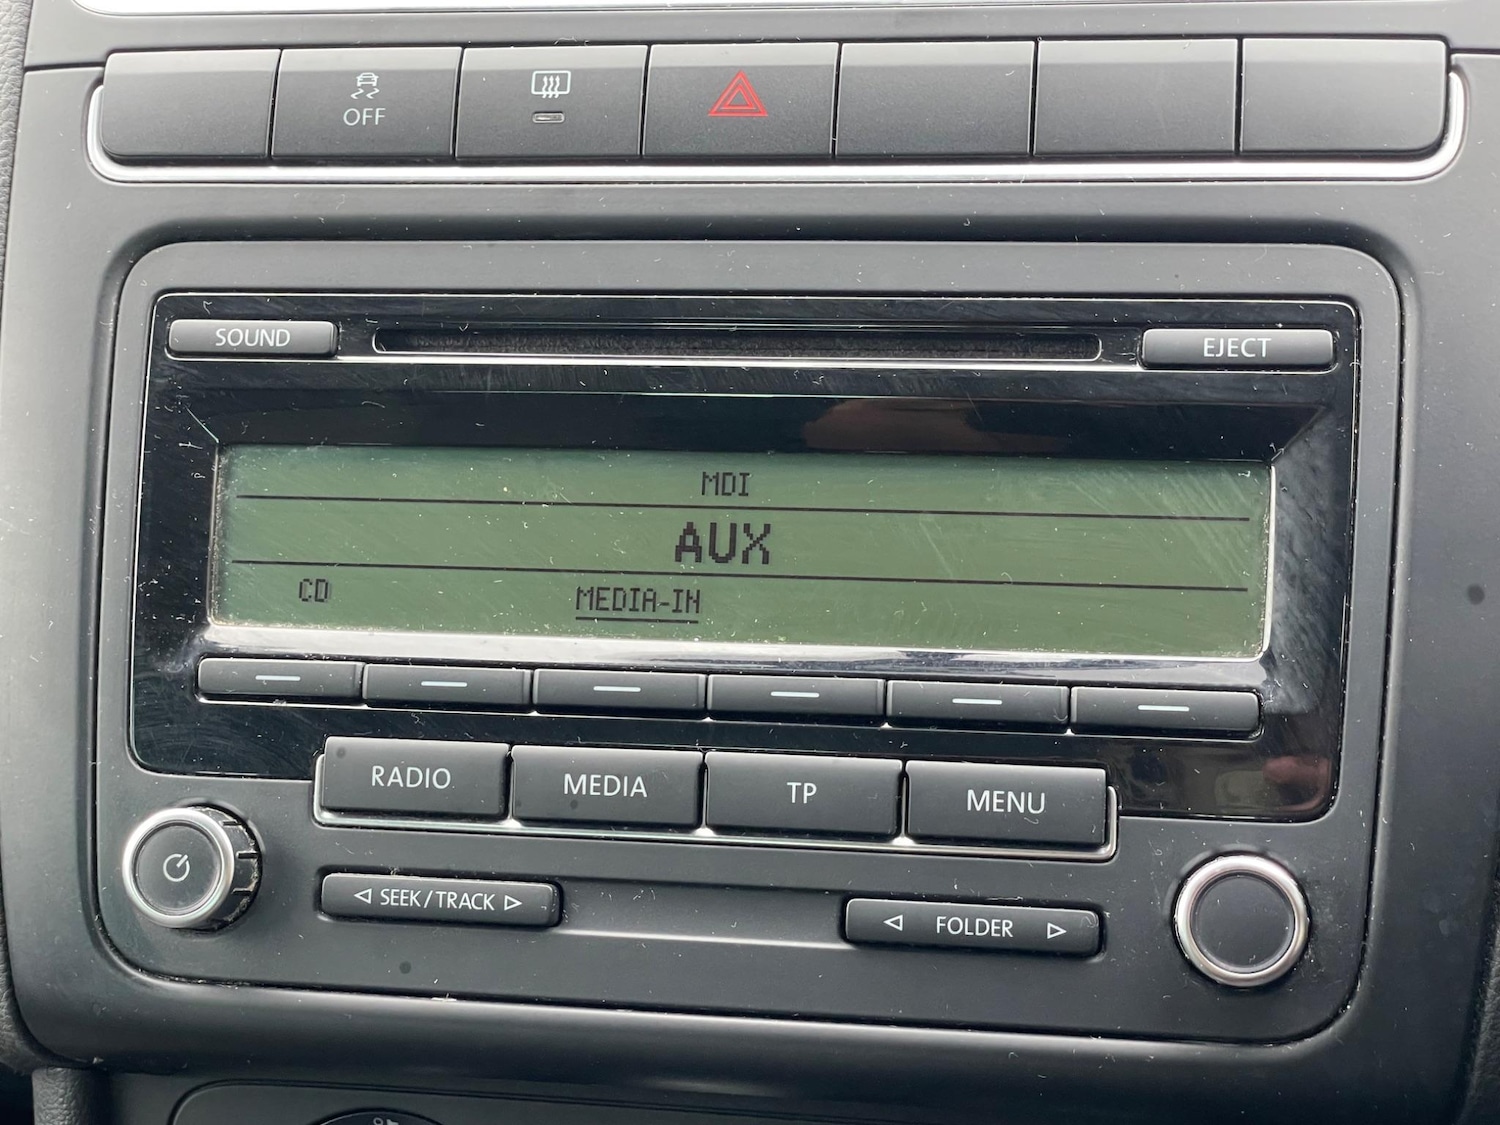 OFF
SOUND
EJECT
MDI
AUX
CD MEDIA-IN
RADIO MEDIA TP MENU
SEEK/TRACK
FOLDER